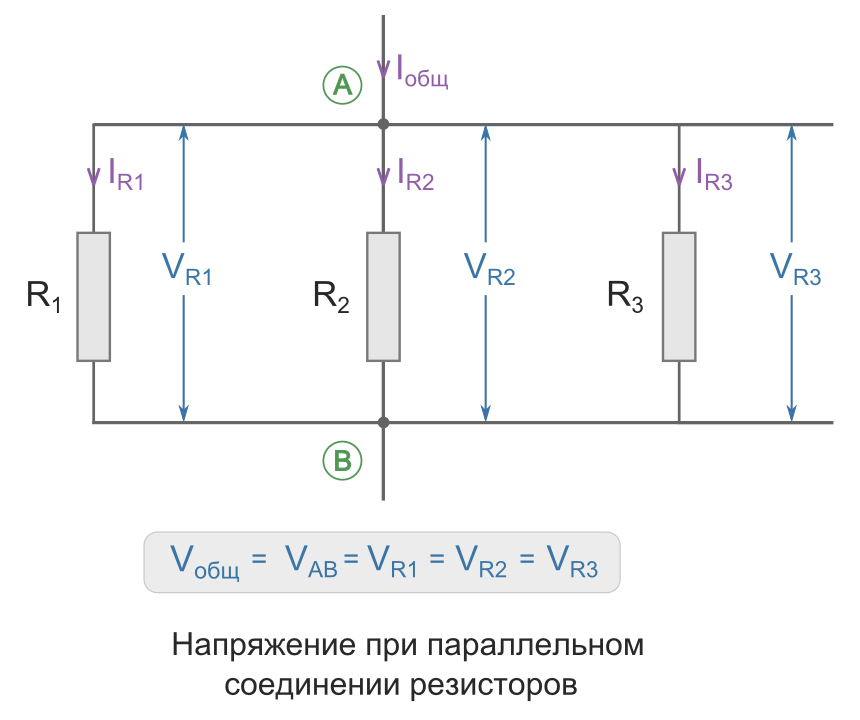 A
Iобщ
IR1
IR2
IR3
VR1
VR2
VR3
R1
R2
R3
B
Vобщ = VAB = VR1 = VR2 = VR3
Напряжение при параллельном
соединении резисторов